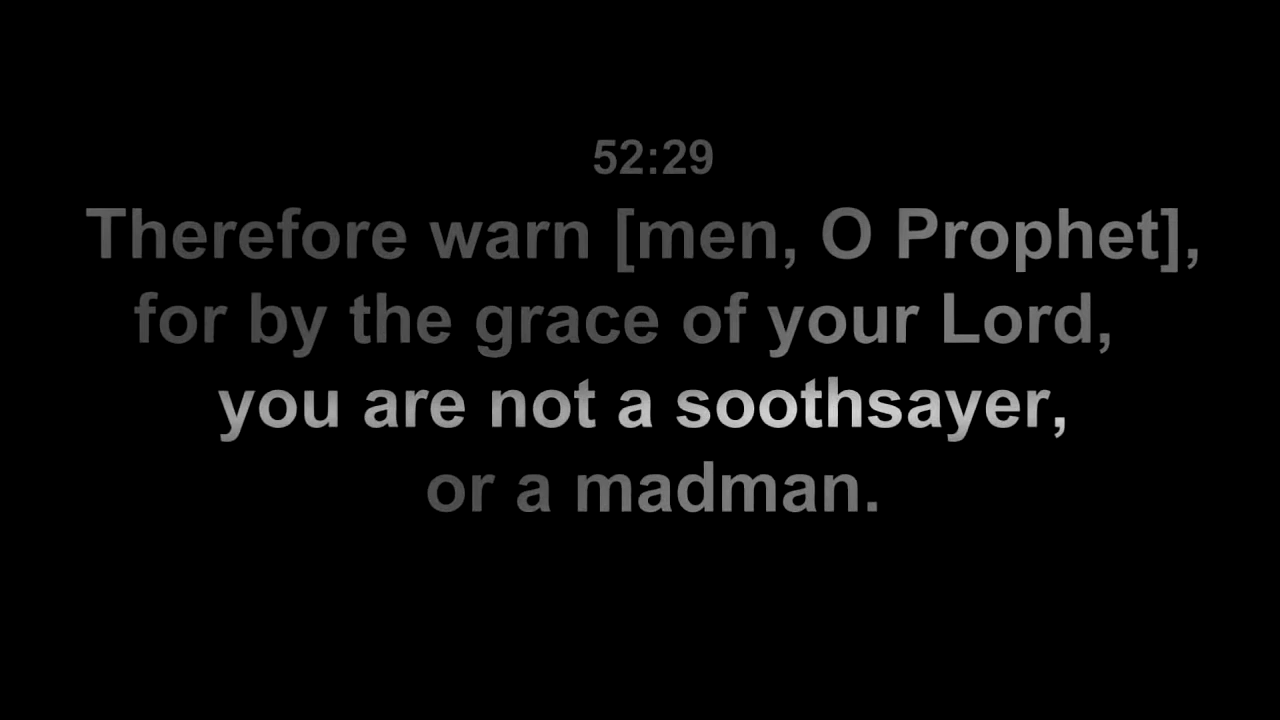 52:29
Therefore warn [men, O Prophet],
for by the grace of your Lord,
you are not a soothsayer,
or a madman.